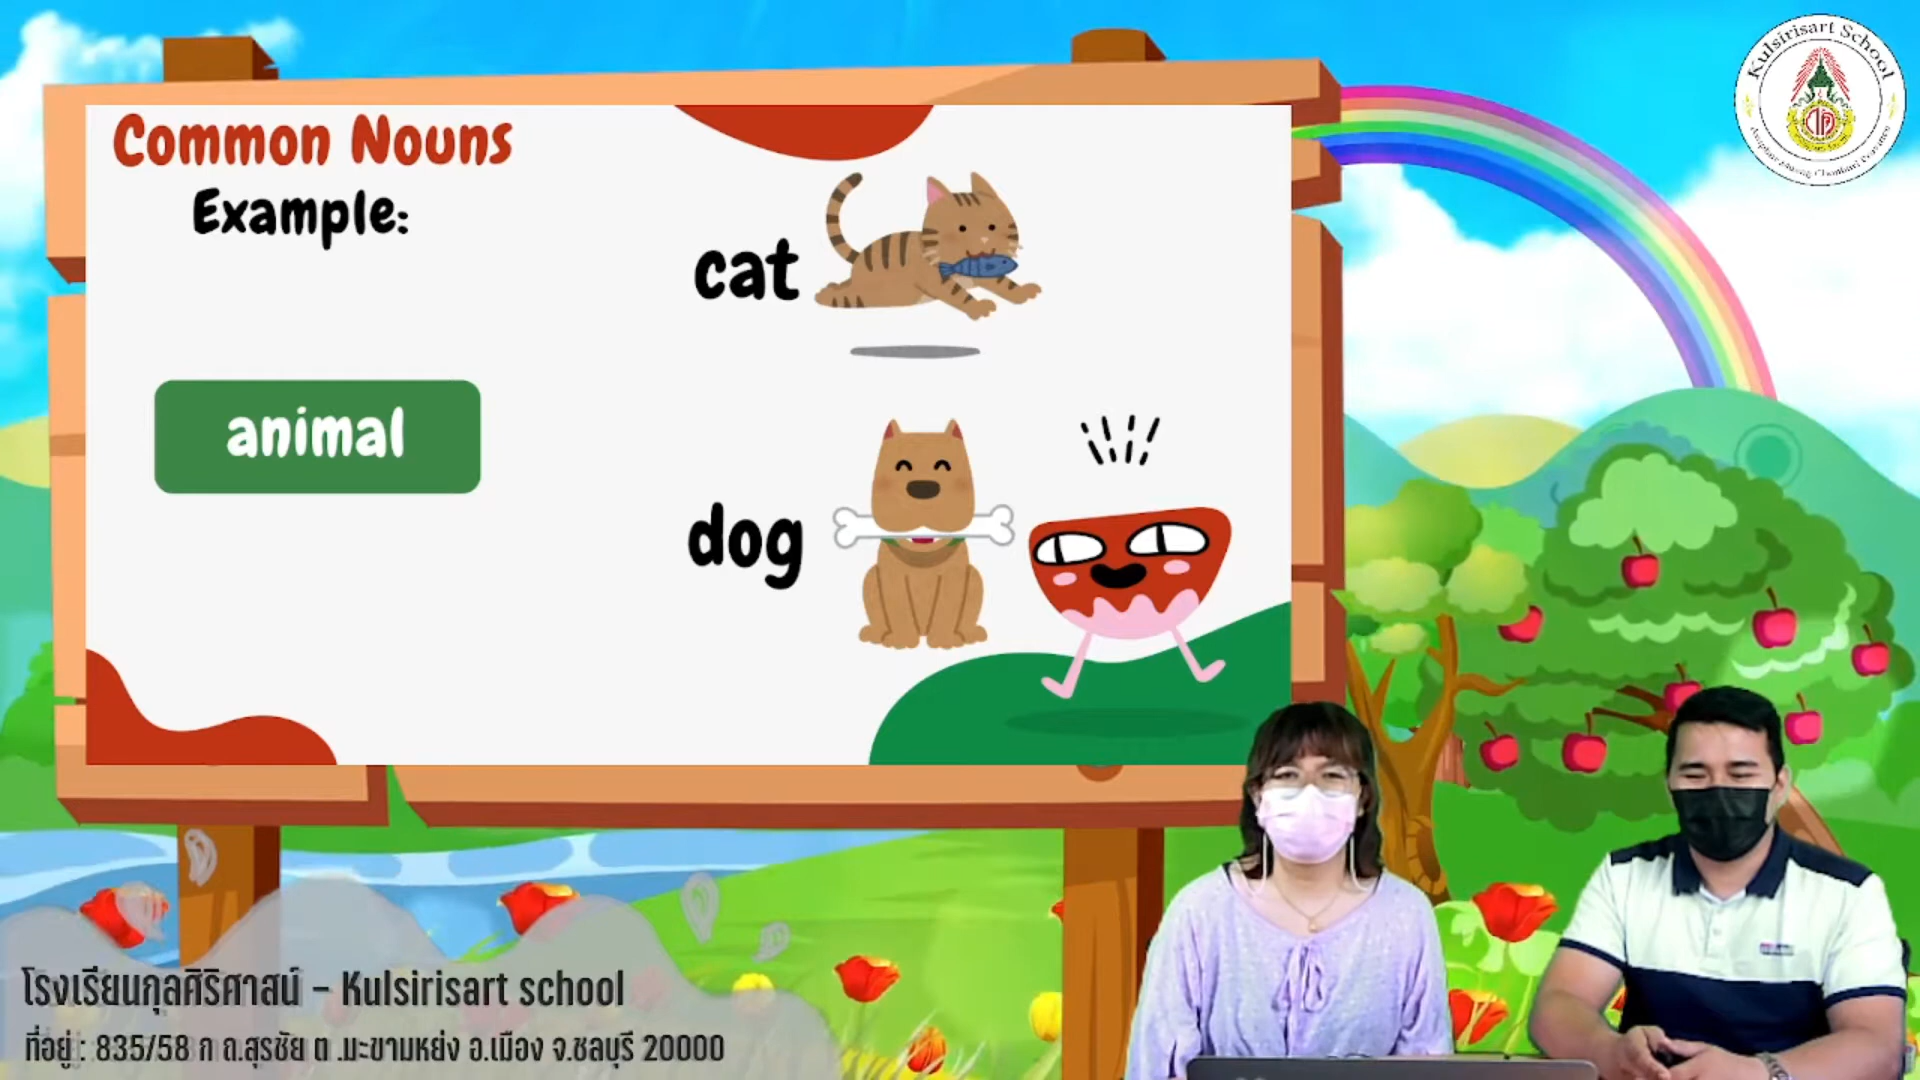 Common Nouns
Example:
cat
animal
dog
Kulsirisart School
โรงเรียนกุลศิริศาสน์ - Kulsirisart school
ที่อยู่ : 835/58 ก ถ.สุรชัย ต .มะขามหย่ง อ.เมือง จ.ชลบุรี 20000